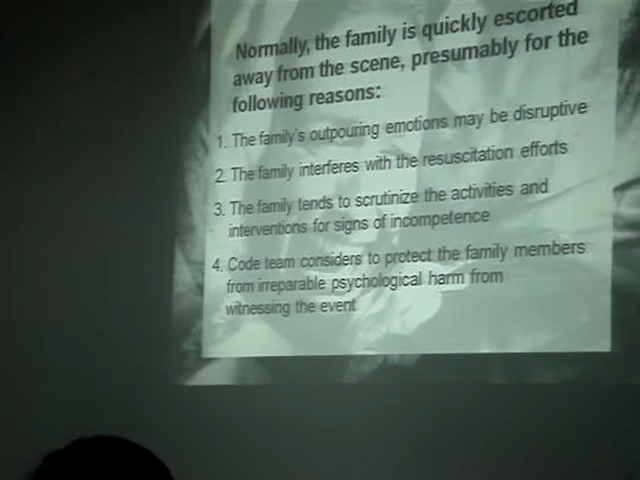 Normally, the family is quickly escorted
away from the scene, presumably for the
following reasons:
1. The family's outpouring emotions may be disruptive
2. The family interferes with the resuscitation efforts
3. The family tends to scrutinize the activities and
interventions for signs of incompetence
4. Code team considers to protect the family members
from irreparable psychological harm from
witnessing the event